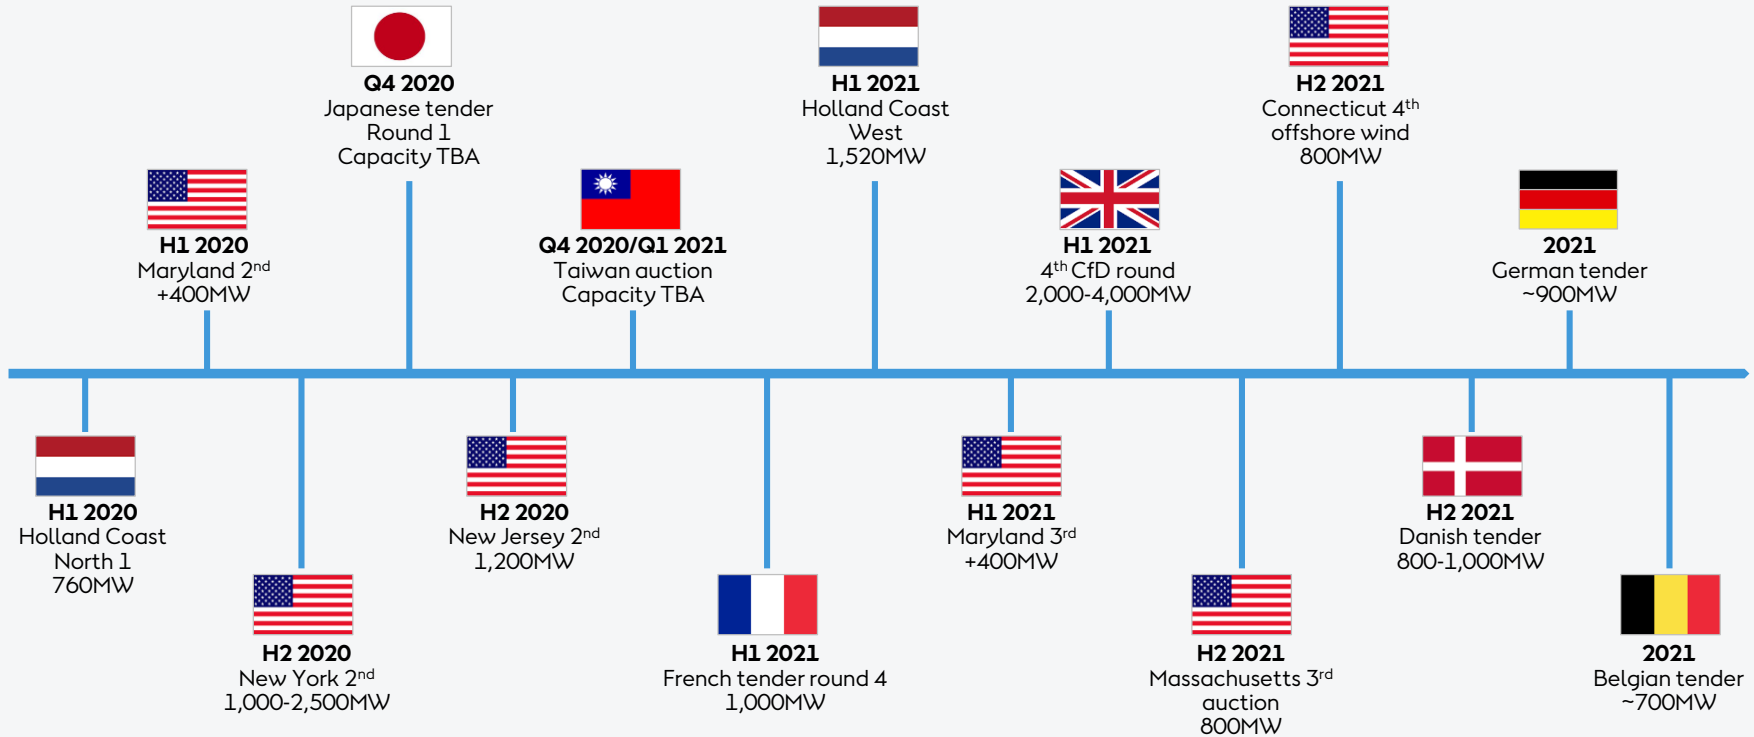 Q4 2020
Japanese tender
Round 1
Capacity TBA
H1 2021
Holland Coast
West
1,520MW
H2 2021
Connecticut 4th
offshore wind
800MW
H1 2020
Maryland 2nd
+400MW
Q4 2020/Q1 2021
Taiwan auction
Capacity TBA
H1 2021
4th CfD round
2,000-4,000MW
2021
German tender
~900MW
H1 2020
Holland Coast
North 1
760MW
H2 2020
New Jersey 2nd
1,200MW
H1 2021
Maryland 3rd
+400MW
H2 2021
Danish tender
800-1,000MW
H2 2020
New York 2nd
1,000-2,500MW
H1 2021
French tender round 4
1,000MW
H2 2021
Massachusetts 3rd
auction
800MW
2021
Belgian tender
~700MW